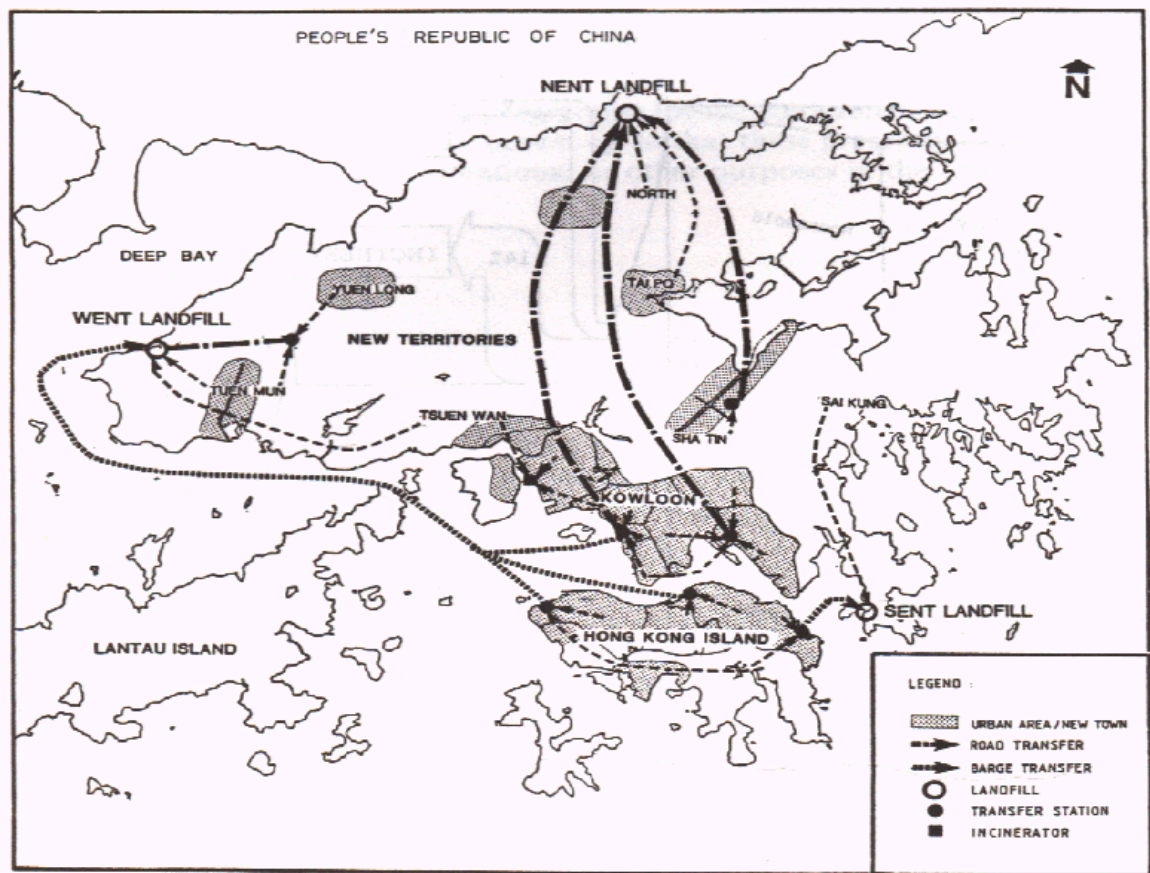 PEOPLE'S REPUBLIC OF CHINA
N
NENT LANDFILL
NORTH
DEEP BAY
TAI PO
YUEN LONG
WENT LANDFILL
NEW TERRITORIES
TUEN MUN
TSUEN WAN
SAI KUNG
SHA TIN
KOWLOON
SENT LANDFILL
HONG KONG ISLAND
LANTAU ISLAND
LEGEND :
URBAN AREA/NEW TOWN
ROAD TRANSFER
BARGE TRANSFER
LANDFILL
TRANSFER STATION
INCINERATOR